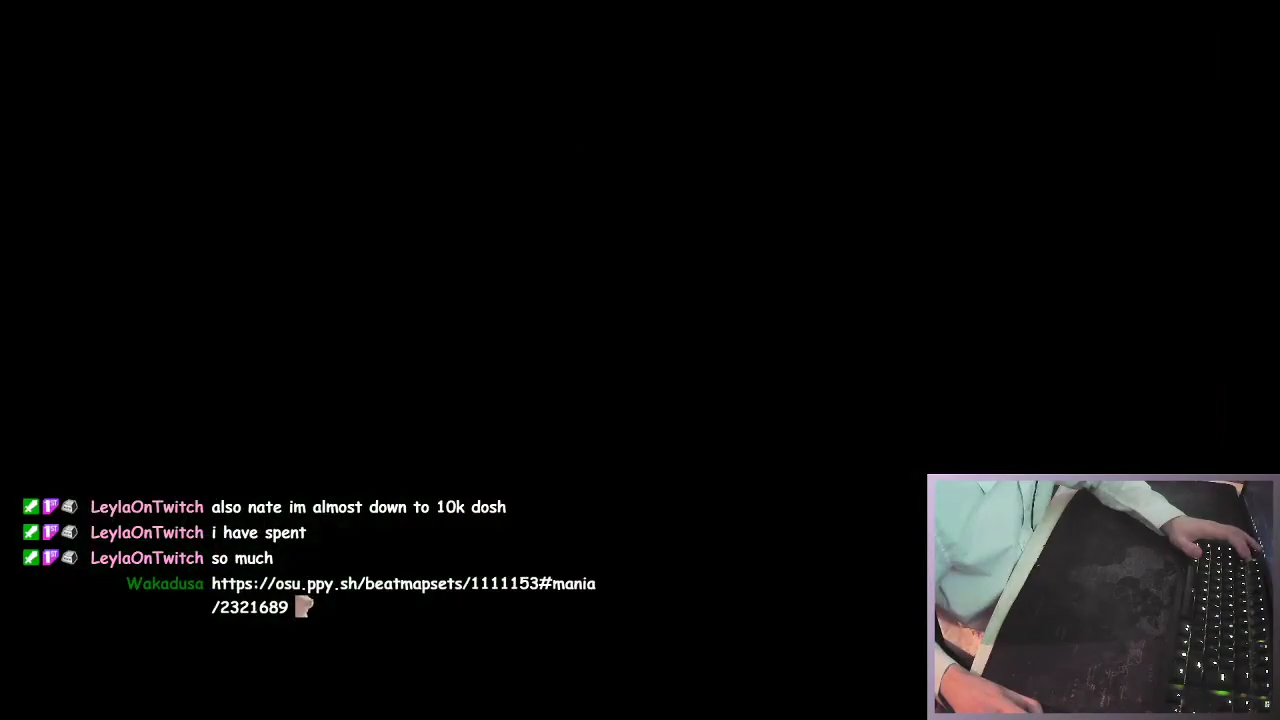 LeylaOnTwitch also nate im almost down to 10k dosh
LeylaOnTwitch i have spent
LeylaOnTwitch so much
Wakadusa https://osu.ppy.sh/beatmapsets/1111153#mania
/2321689